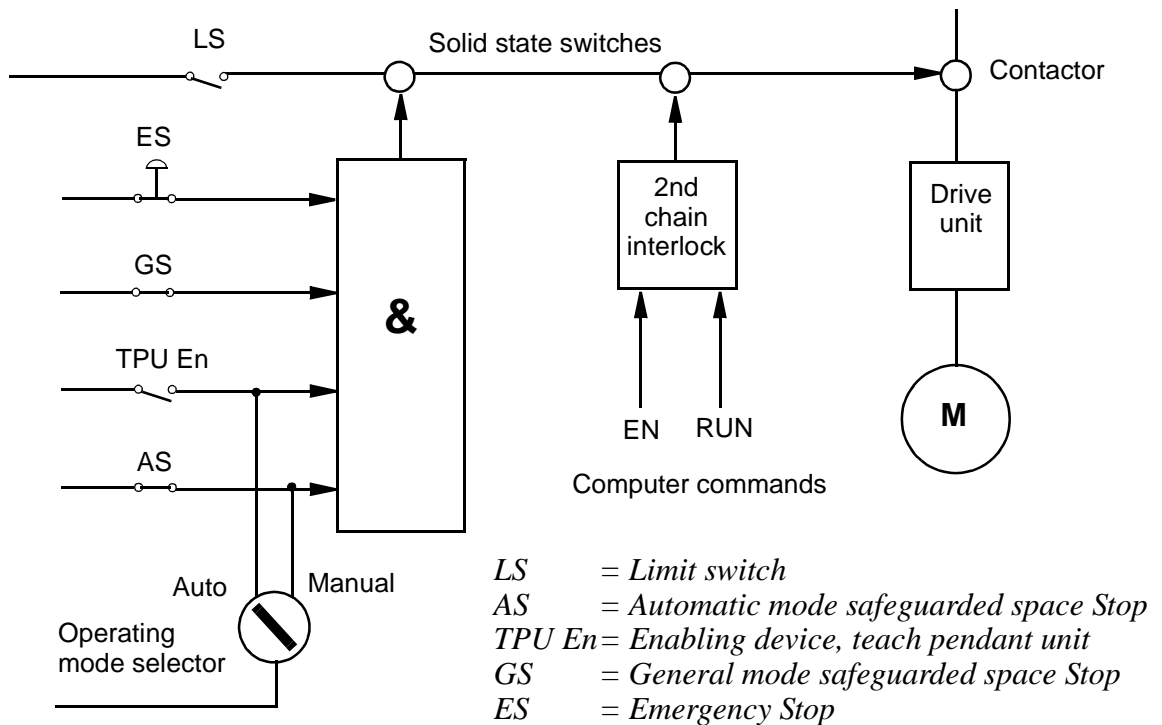 LS
Solid state switches
Contactor
ES
2nd
chain
interlock
Drive
unit
GS
&
TPU En
M
EN
RUN
AS
Computer commands
Auto
Manual
Operating
mode selector
LS = Limit switch
AS = Automatic mode safeguarded space Stop
TPU En= Enabling device, teach pendant unit
GS = General mode safeguarded space Stop
ES = Emergency Stop